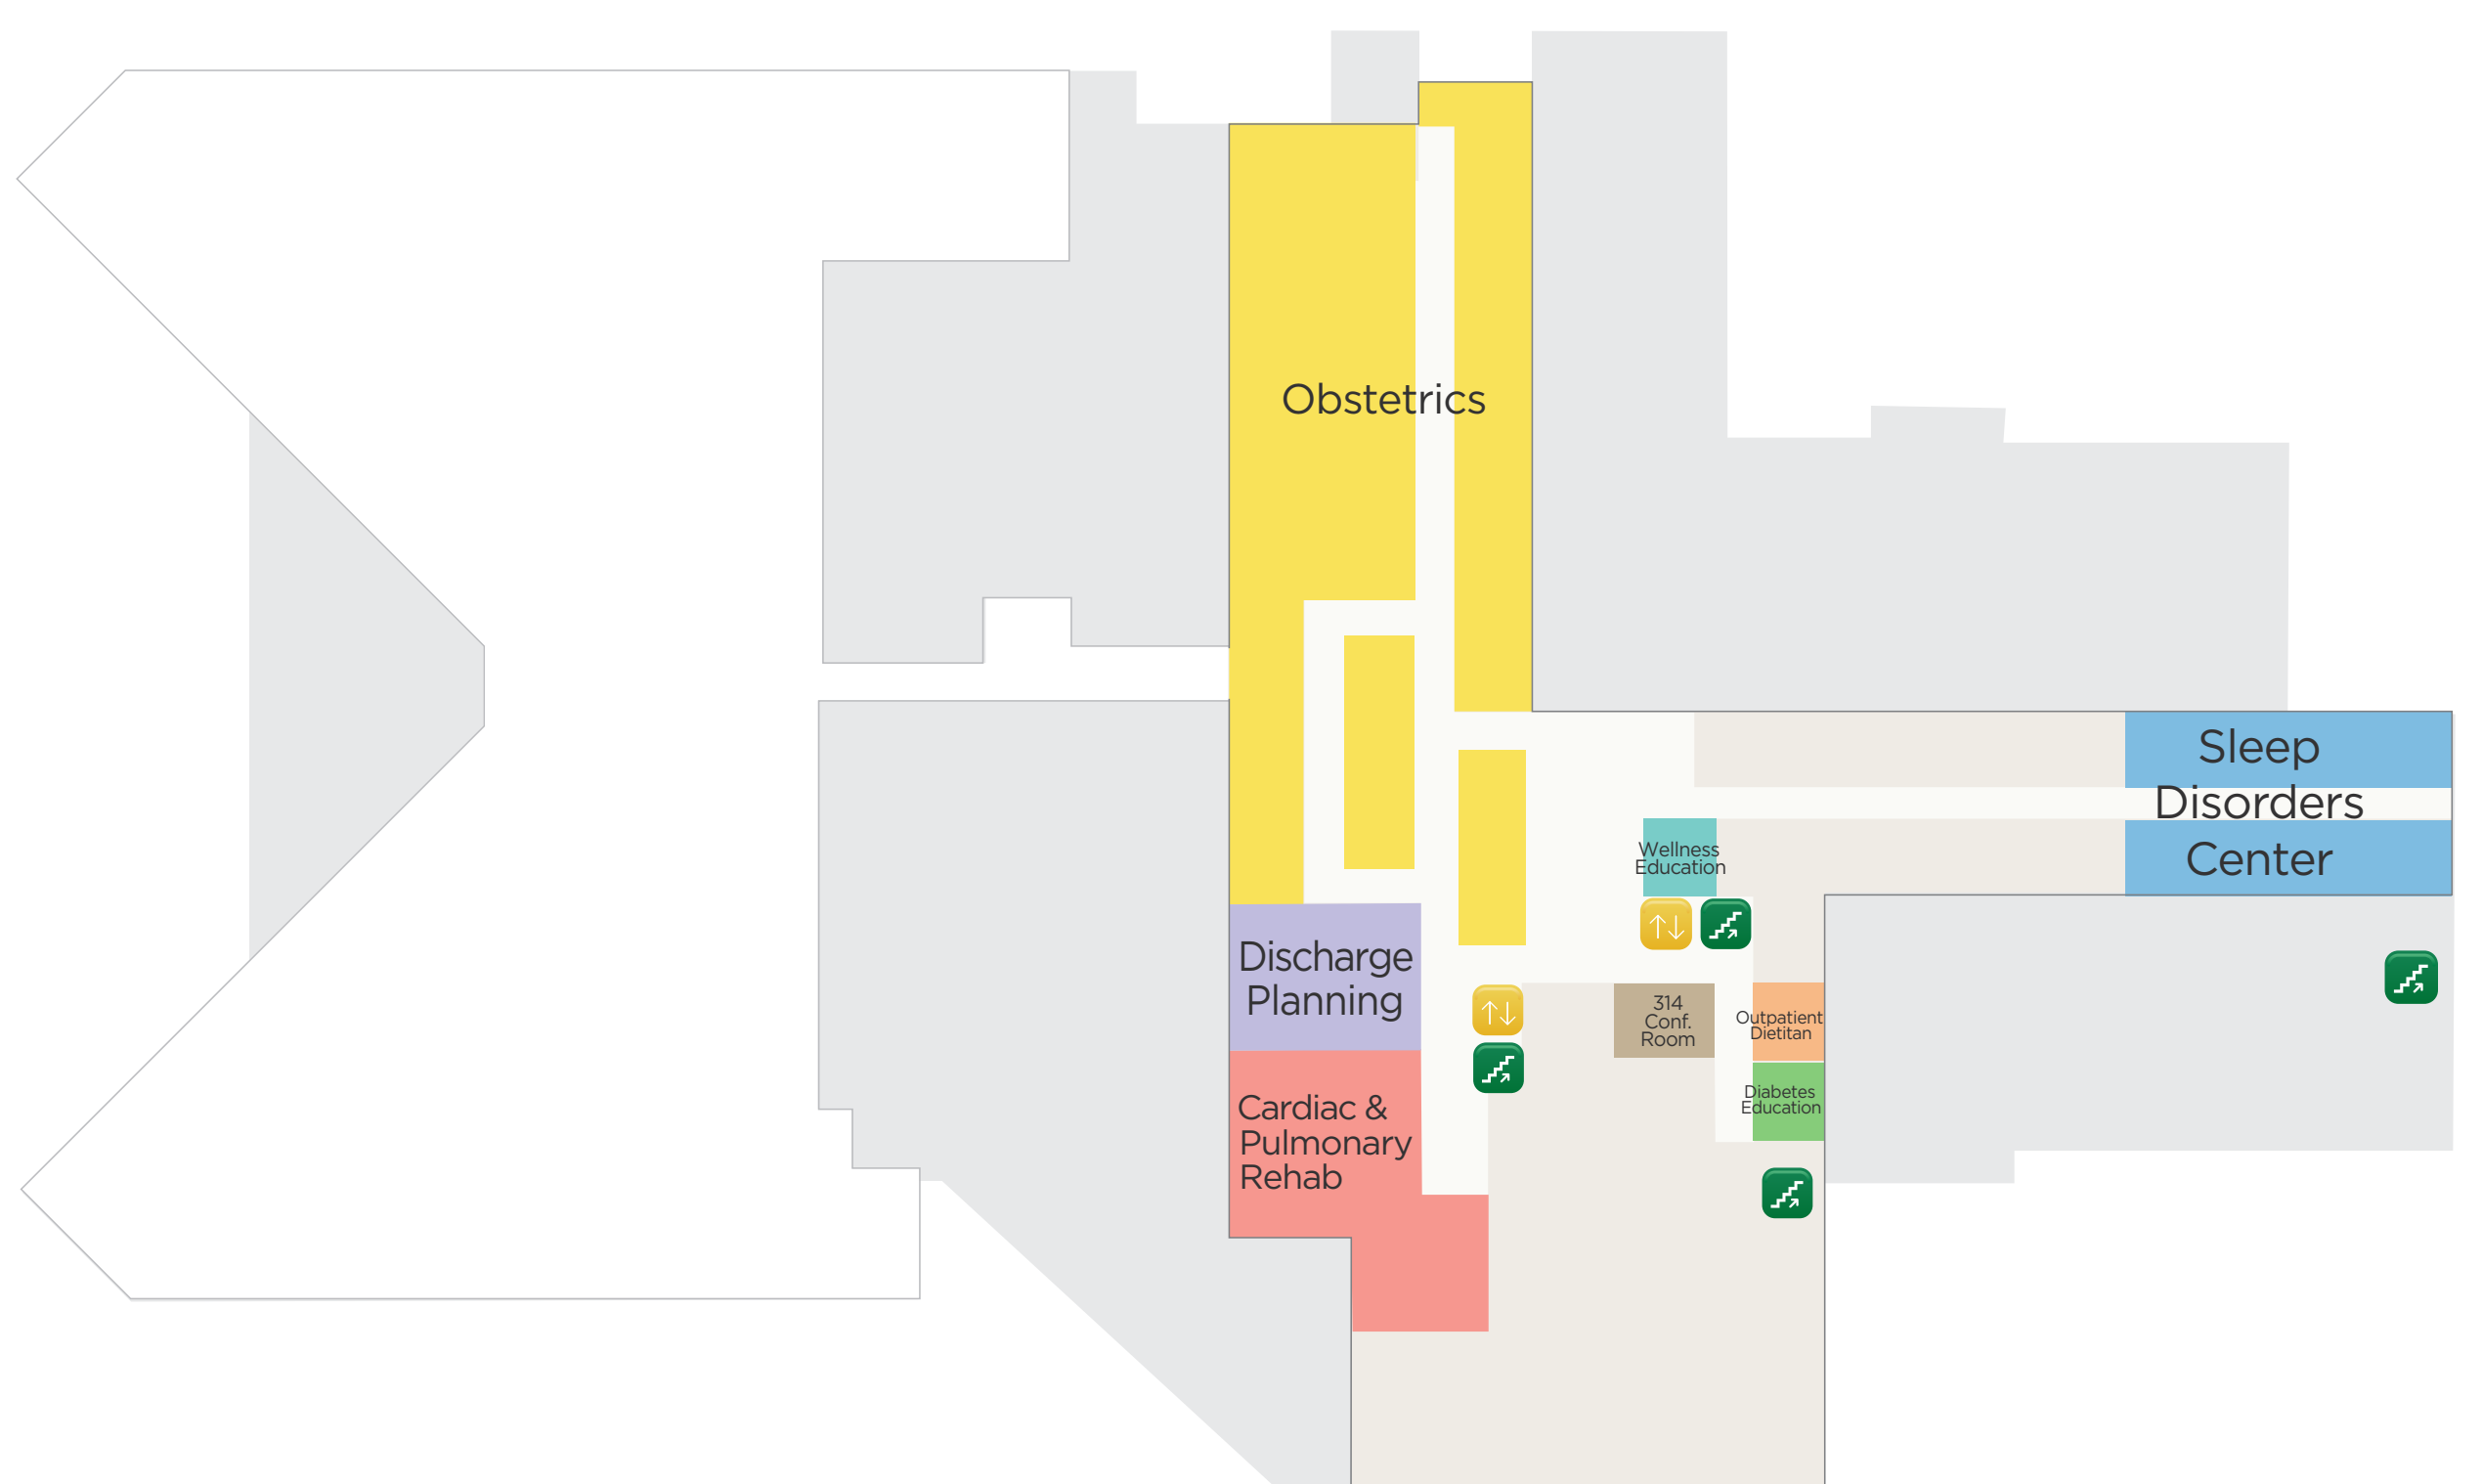 Obstetrics
Sleep
Disorders
Center
Wellness
Education
Discharge
Planning
314
Conf.
Room
Outpatient
Dietitan
Cardiac &
Pulmonary
Rehab
Diabetes
Education